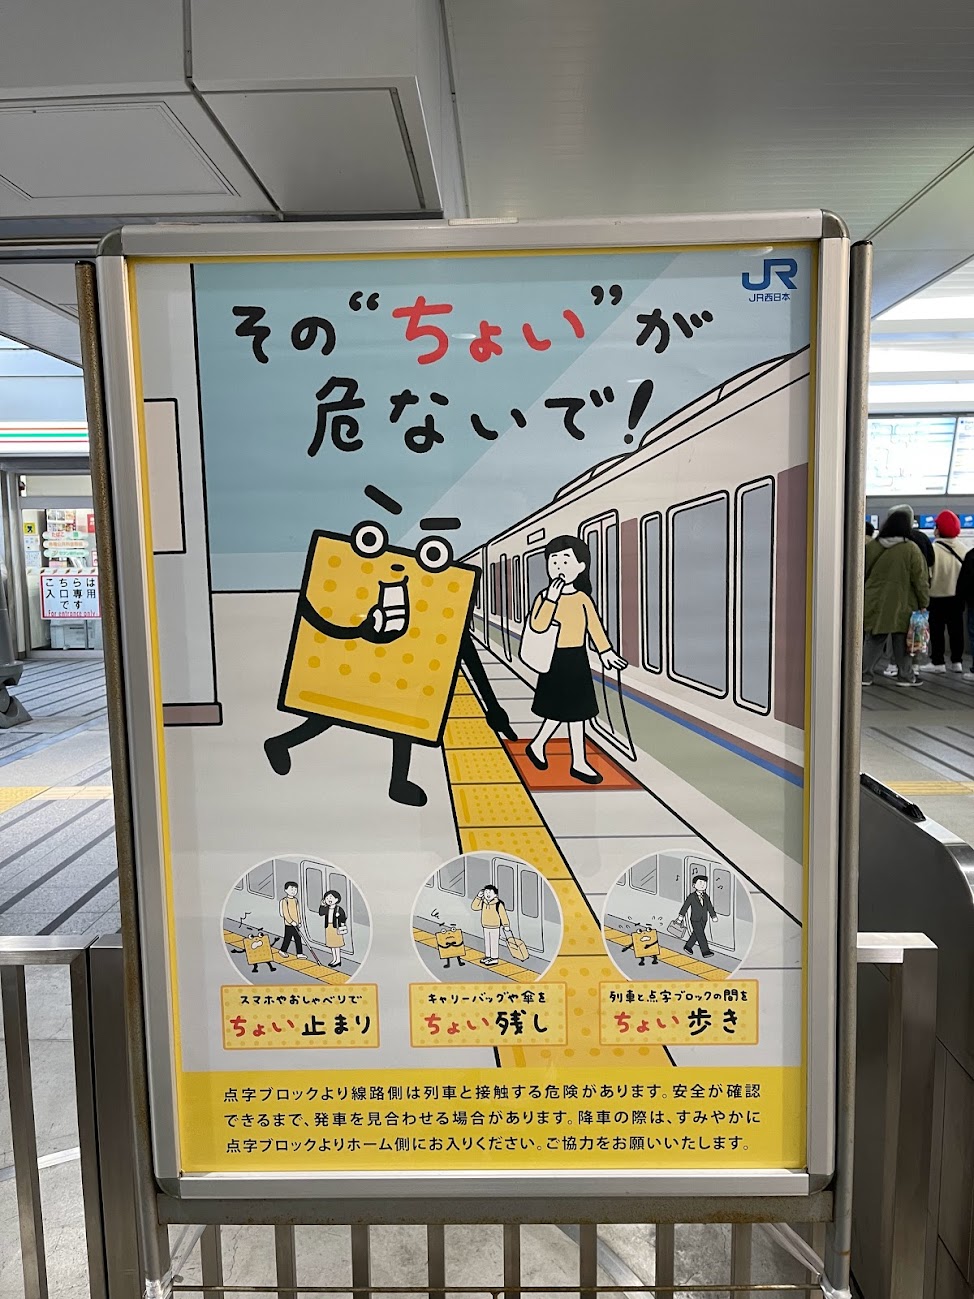 JR
JR西日本
その“ちょい”が
危ないで!
スマホやおしゃべりで
ちょい止まり
キャリーバッグや傘を
ちょい残し
列車と点字ブロックの間を
ちょい歩き
点字ブロックより線路側は列車と接触する危険があります。安全が確認
できるまで、発車を見合わせる場合があります。降車の際は、すみやかに
点字ブロックよりホーム側にお入りください。ご協力をお願いいたします。
こちらは
入口専用
です
For entrance only
たばこ